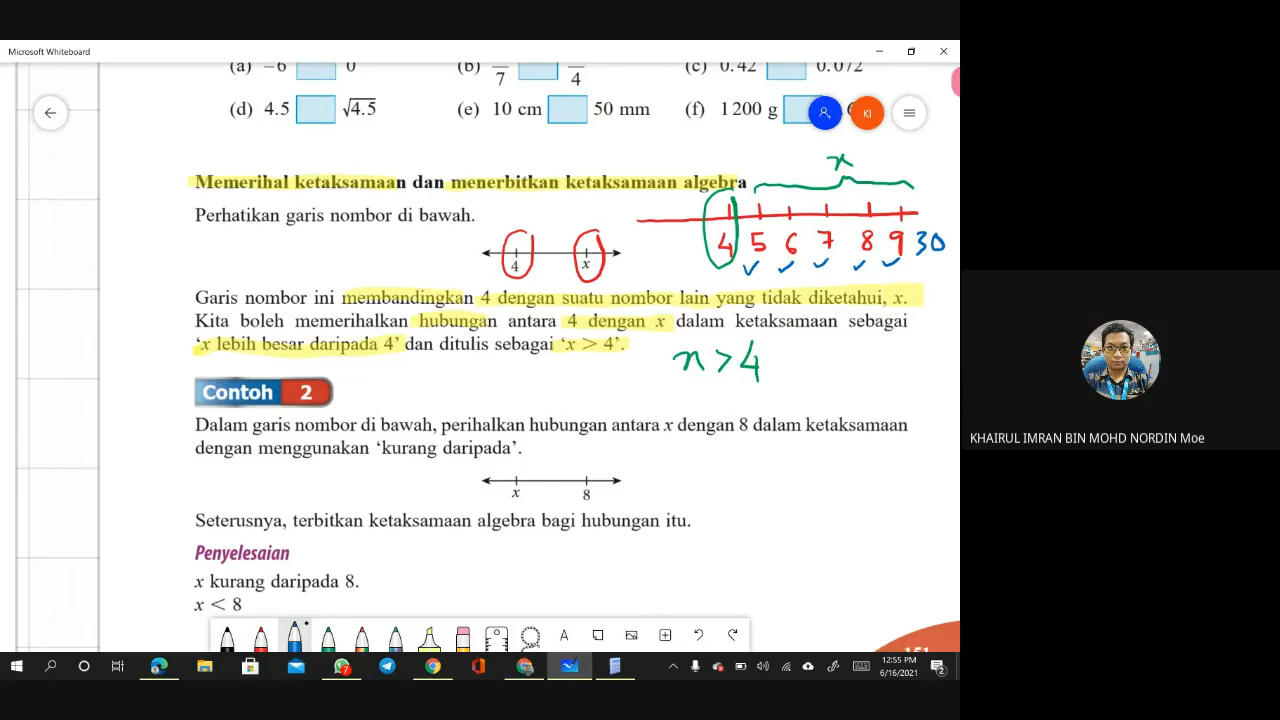 Microsoft Whiteboard
(a) −6 0 (b) 7 4 (c) 0.42 0.072
(d) 4.5 √4.5 (e) 10 cm 50 mm (f) 1 200 g
KI
x
Memerihal ketaksamaan dan menerbitkan ketaksamaan algebra
Perhatikan garis nombor di bawah.
4 5 6 7 8 9 30
4 x
Garis nombor ini membandingkan 4 dengan suatu nombor lain yang tidak diketahui, x.
Kita boleh memerihalkan hubungan antara 4 dengan x dalam ketaksamaan sebagai
‘x lebih besar daripada 4’ dan ditulis sebagai ‘x > 4’.
x > 4
Contoh 2
Dalam garis nombor di bawah, perihalkan hubungan antara x dengan 8 dalam ketaksamaan
dengan menggunakan ‘kurang daripada’.
x 8
Seterusnya, terbitkan ketaksamaan algebra bagi hubungan itu.
Penyelesaian
x kurang daripada 8.
x < 8
KHAIRUL IMRAN BIN MOHD NORDIN Moe
151
7
12:55 PM
6/16/2021
2